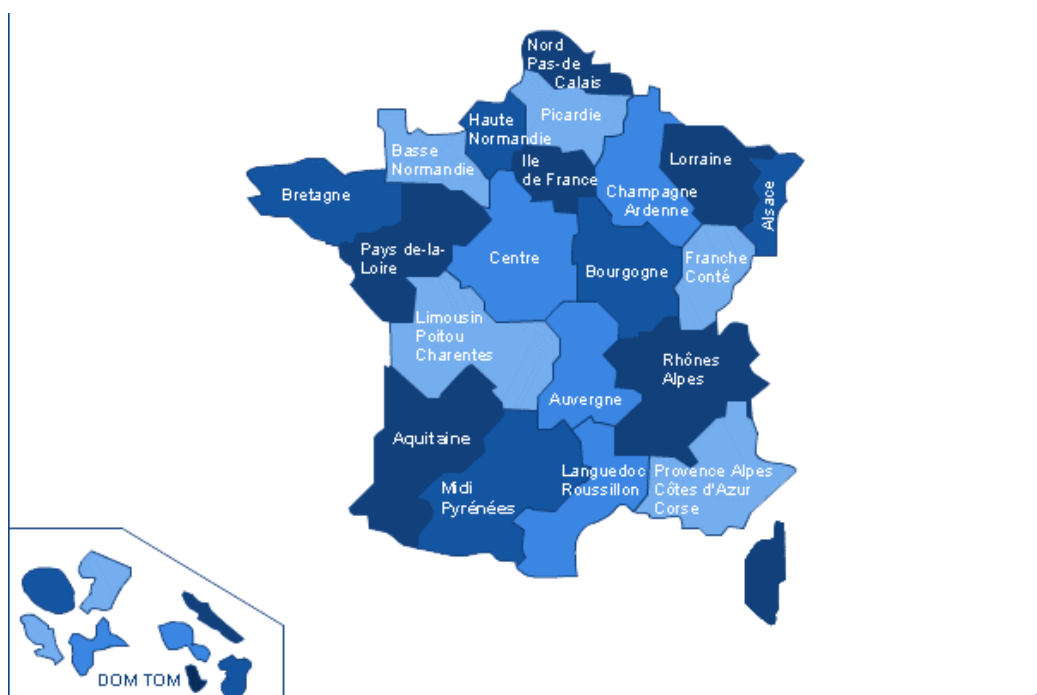 Nord
Pas-de
Calais
Picardie
Haute
Normandie
Basse
Normandie
Ile
de France
Lorraine
Champagne
Ardenne
Alsace
Bretagne
Pays de-la-
Loire
Centre
Bourgogne
Franche
Conté
Limousin
Poitou
Charentes
Rhônes
Alpes
Auvergne
Aquitaine
Midi
Pyrénées
Languedoc
Roussillon
Provence Alpes
Côtes d'Azur
Corse
DOM TOM